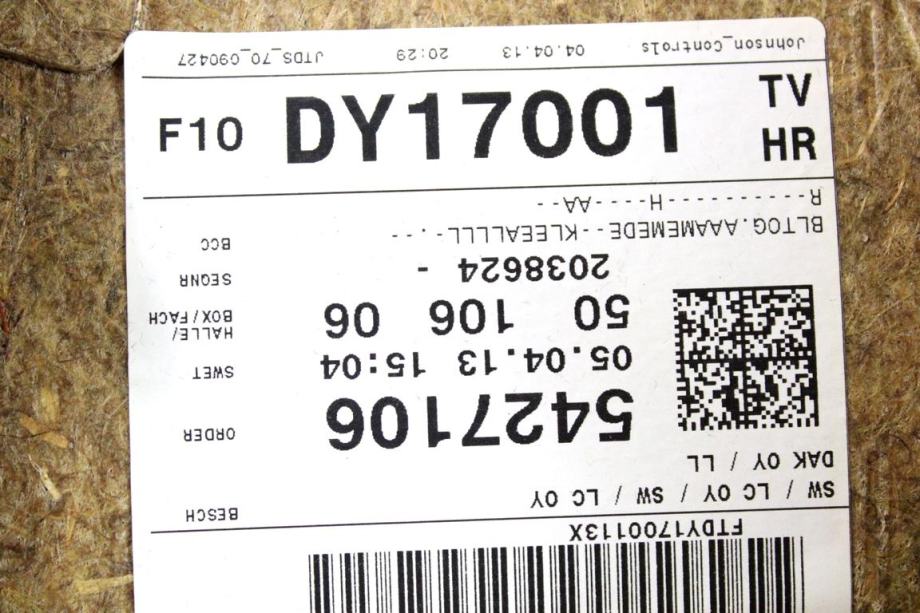 FTDY1700113X
SW / LC OY / SW / LC OY BESCH
DAK OY / LL
5427106 ORDER
05.04.13 15:04 SWET
50 106 06 HALLE/
BOX/FACH
2038624 - SEQNR
BLTOG.AAAMEMEDE--KLEEALLLL-.-- BCC
R----------H---AA--
F10 DY17001 TV
HR
Johnson_Controls 04.04.13 20:29 JTDS_70_090427